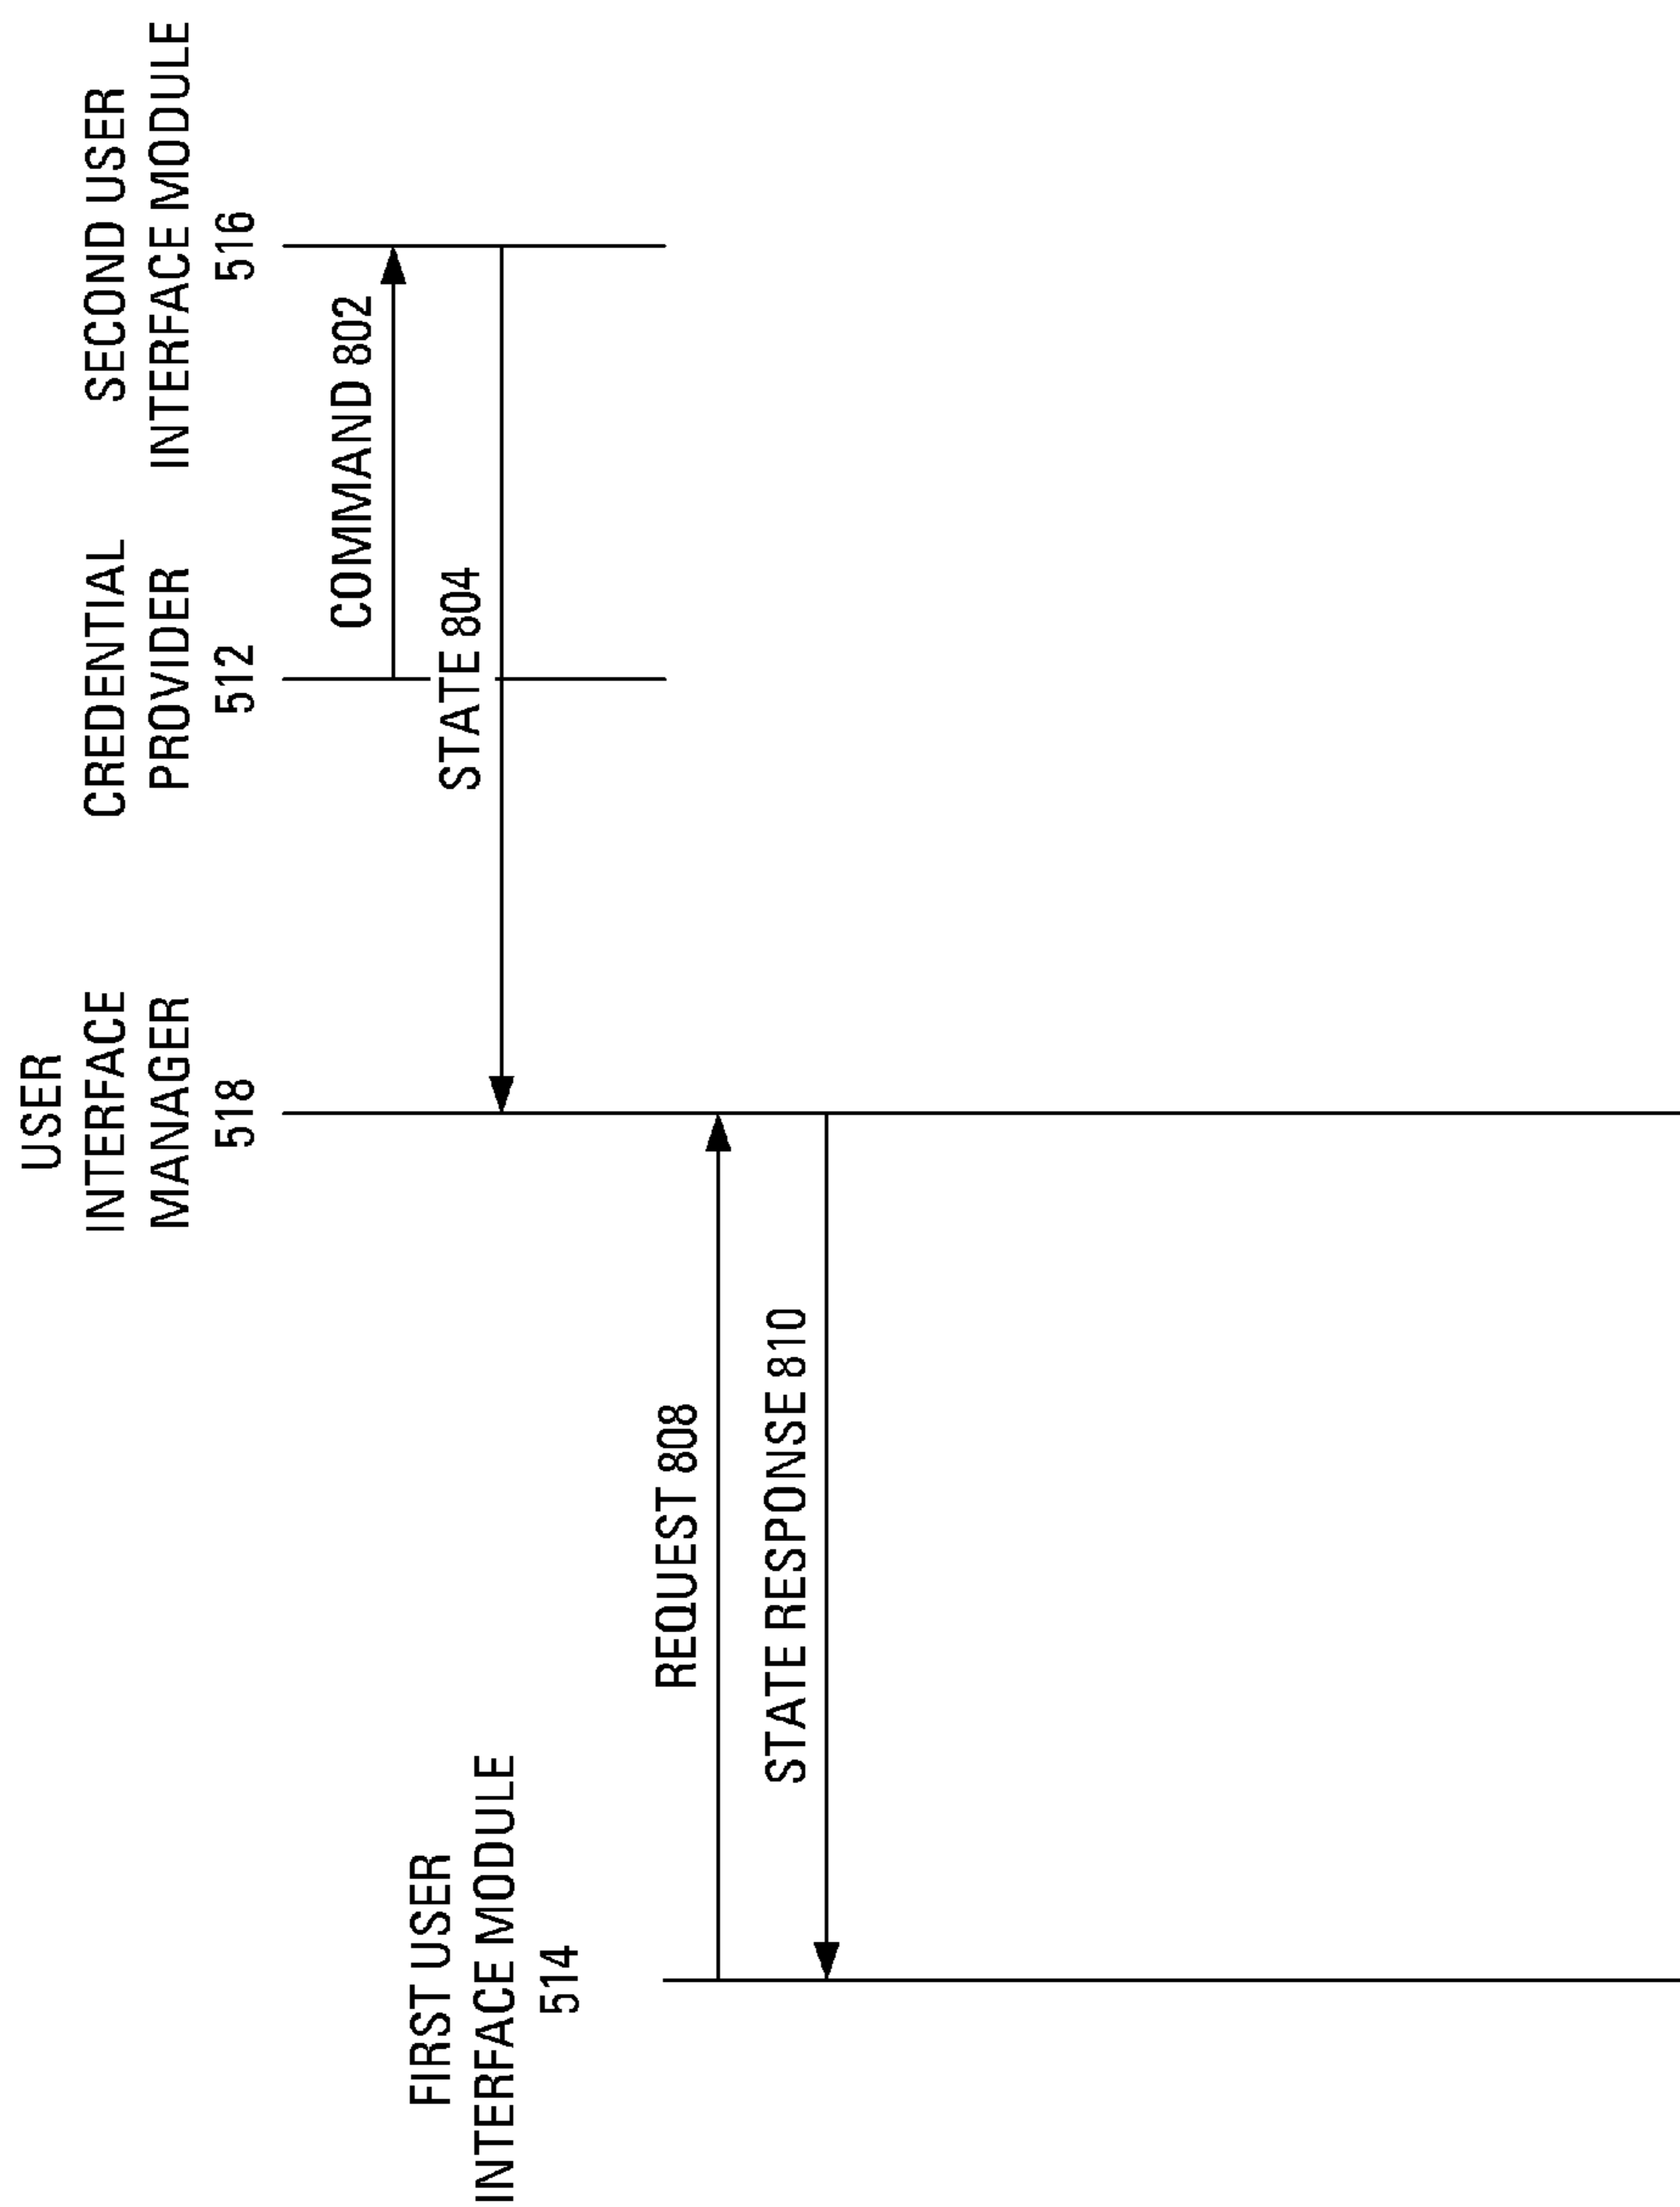 FIRST USER
INTERFACE MODULE
514
USER
INTERFACE
MANAGER
518
CREDENTIAL
PROVIDER
512
SECOND USER
INTERFACE MODULE
516
COMMAND 802
STATE 804
REQUEST 808
STATE RESPONSE 810